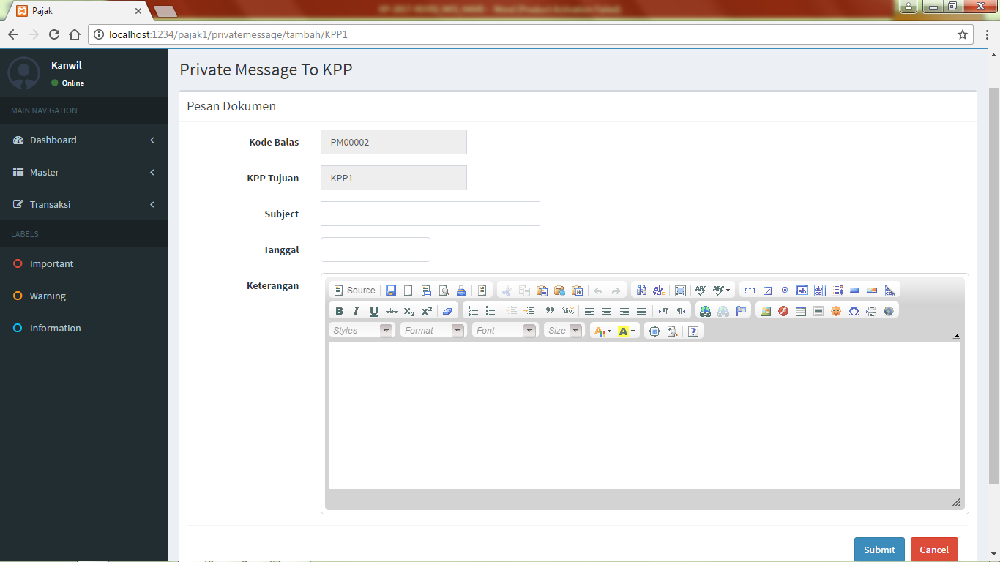 Pajak
localhost:1234/pajak1/privatemessage/tambah/KPP1
Kanwil
Online
MAIN NAVIGATION
Dashboard
Master
Transaksi
LABELS
Important
Warning
Information
Private Message To KPP
Pesan Dokumen
Kode Balas PM00002
KPP Tujuan KPP1
Subject
Tanggal
Keterangan
Source
Styles Format Font Size
Submit Cancel